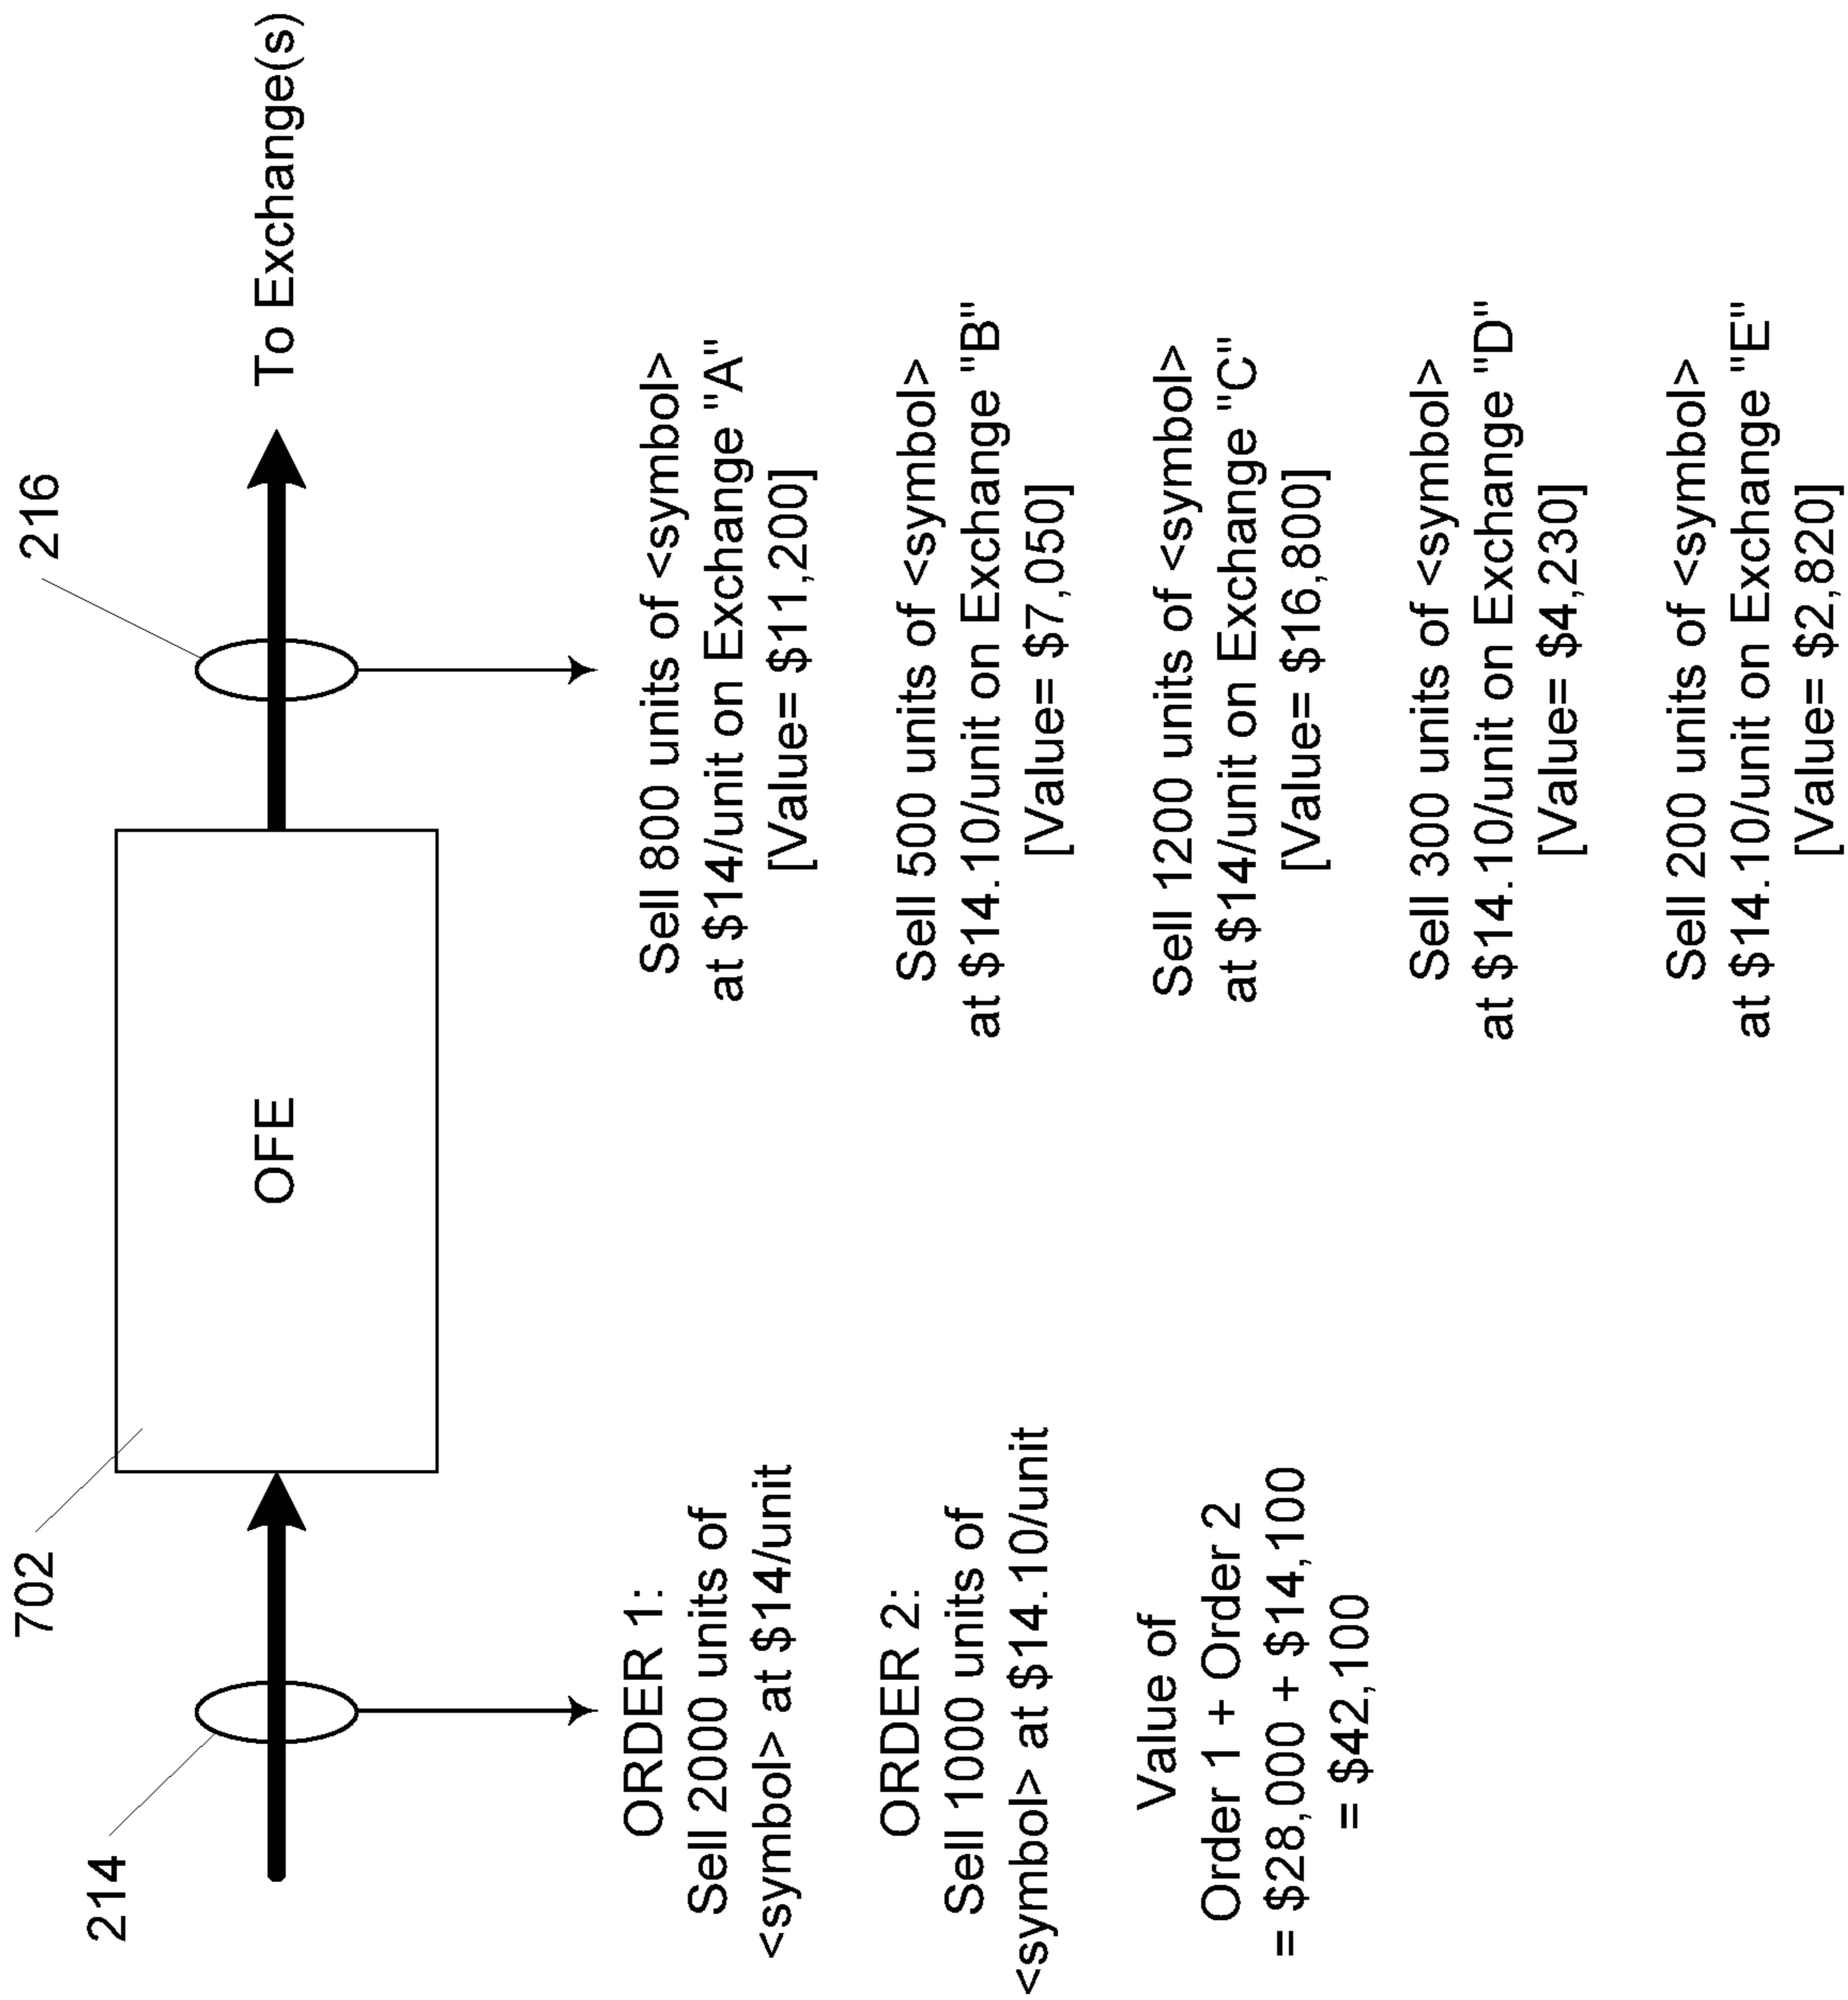 702
214
216
OFE
To Exchange(s)
ORDER 1:
Sell 2000 units of
<symbol> at $14/unit
ORDER 2:
Sell 1000 units of
<symbol> at $14.10/unit
Value of
Order 1 + Order 2
= $28,000 + $14,100
= $42,100
Sell 800 units of <symbol>
at $14/unit on Exchange "A"
[Value= $11,200]
Sell 500 units of <symbol>
at $14.10/unit on Exchange "B"
[Value= $7,050]
Sell 1200 units of <symbol>
at $14/unit on Exchange "C"
[Value= $16,800]
Sell 300 units of <symbol>
at $14.10/unit on Exchange "D"
[Value= $4,230]
Sell 200 units of <symbol>
at $14.10/unit on Exchange "E"
[Value= $2,820]